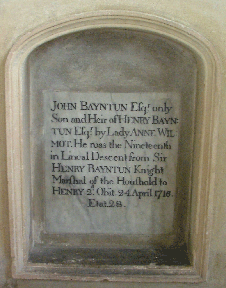 JOHN BAYNTUN Esqr. only
Son and Heir of HENRY BAYN-
TUN Esqr. by Lady ANNE WIL
MOT. He was the Nineteenth
in Lineal Descent from Sir
HENRY BAYNTUN Knight
Marshal of the Houshold to
HENRY 2d. Obiit 24 April 1716.
Etat. 28.